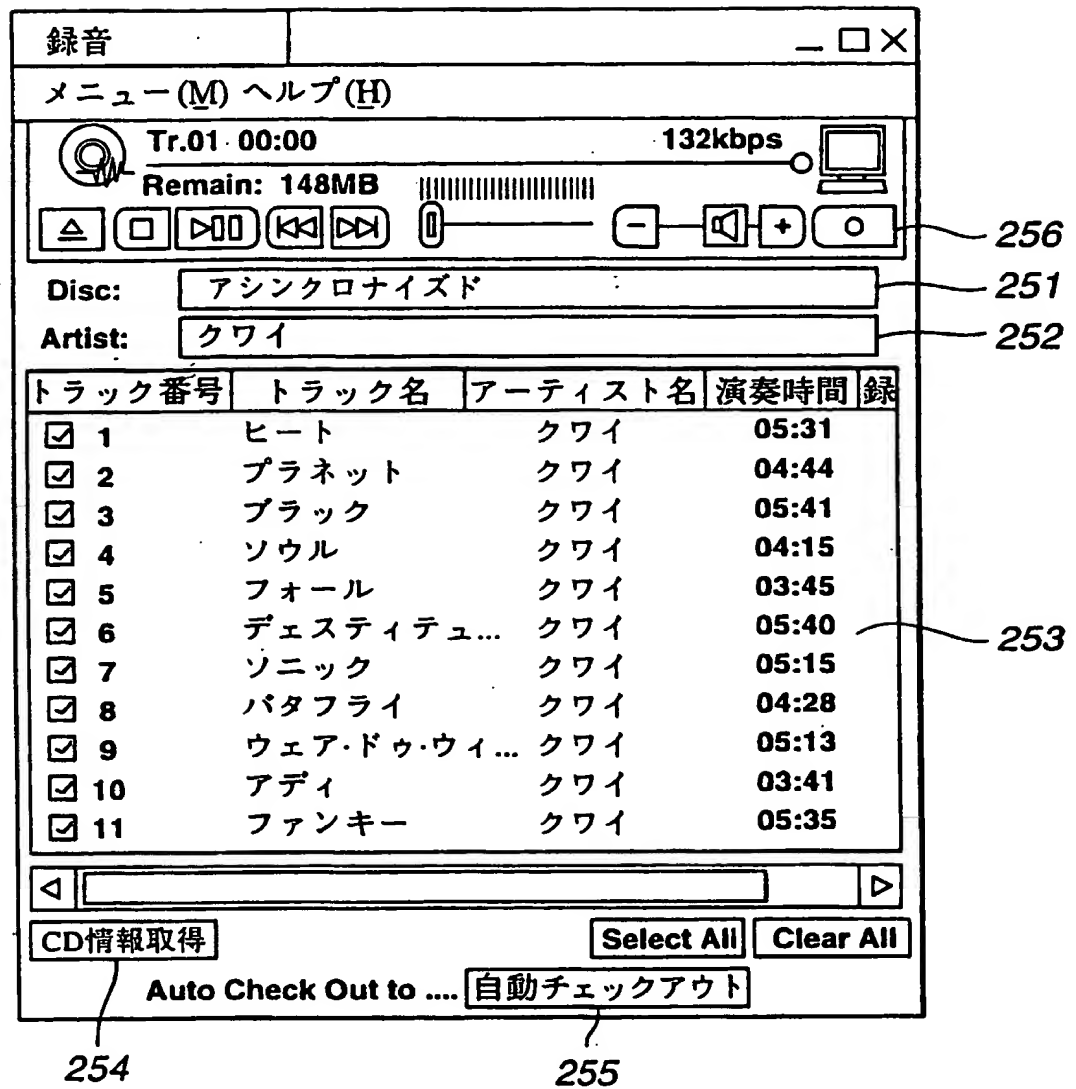 録音
メニュー(M) ヘルプ(H)
Tr.01 00:00 132kbps
Remain: 148MB
256
Disc: アシンクロナイズド 251
Artist: クワイ 252
トラック番号 トラック名 アーティスト名 演奏時間 録
1 ヒート クワイ 05:31
2 プラネット クワイ 04:44
3 ブラック クワイ 05:41
4 ソウル クワイ 04:15
5 フォール クワイ 03:45
6 デェスティテュ... クワイ 05:40 253
7 ソニック クワイ 05:15
8 バタフライ クワイ 04:28
9 ウェア・ドゥ・ウィ... クワイ 05:13
10 アディ クワイ 03:41
11 ファンキー クワイ 05:35
CD情報取得 Select All Clear All
Auto Check Out to .... 自動チェックアウト
254 255